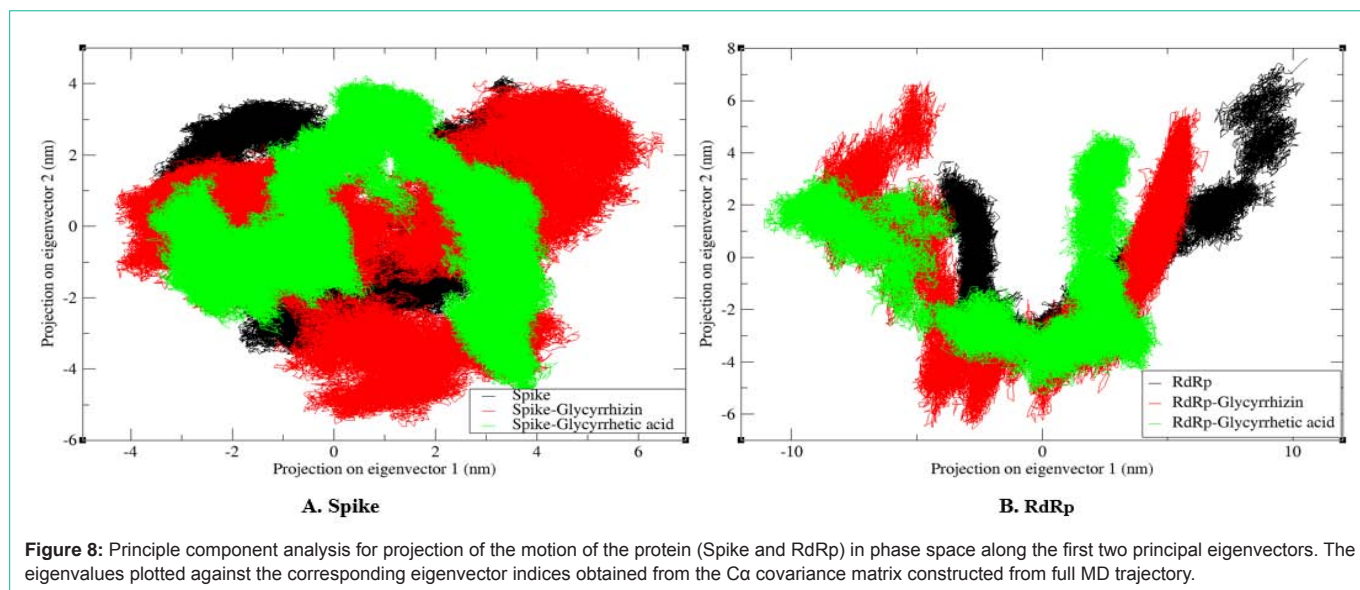 4
2
0
-2
-4
-6
Projection on eigenvector 2 (nm)
-4
-2
0
2
4
6
Projection on eigenvector 1 (nm)
Spike
Spike-Glycyrrhizin
Spike-Glycyrrhetic acid
A. Spike
8
6
4
2
0
-2
-4
-6
Projection on eigenvector 2 (nm)
-10
-5
0
5
10
Projection on eigenvector 1 (nm)
RdRp
RdRp-Glycyrrhizin
RdRp-Glycyrrhetic acid
B. RdRp
Figure 8: Principle component analysis for projection of the motion of the protein (Spike and RdRp) in phase space along the first two principal eigenvectors. The
eigenvalues plotted against the corresponding eigenvector indices obtained from the Cα covariance matrix constructed from full MD trajectory.